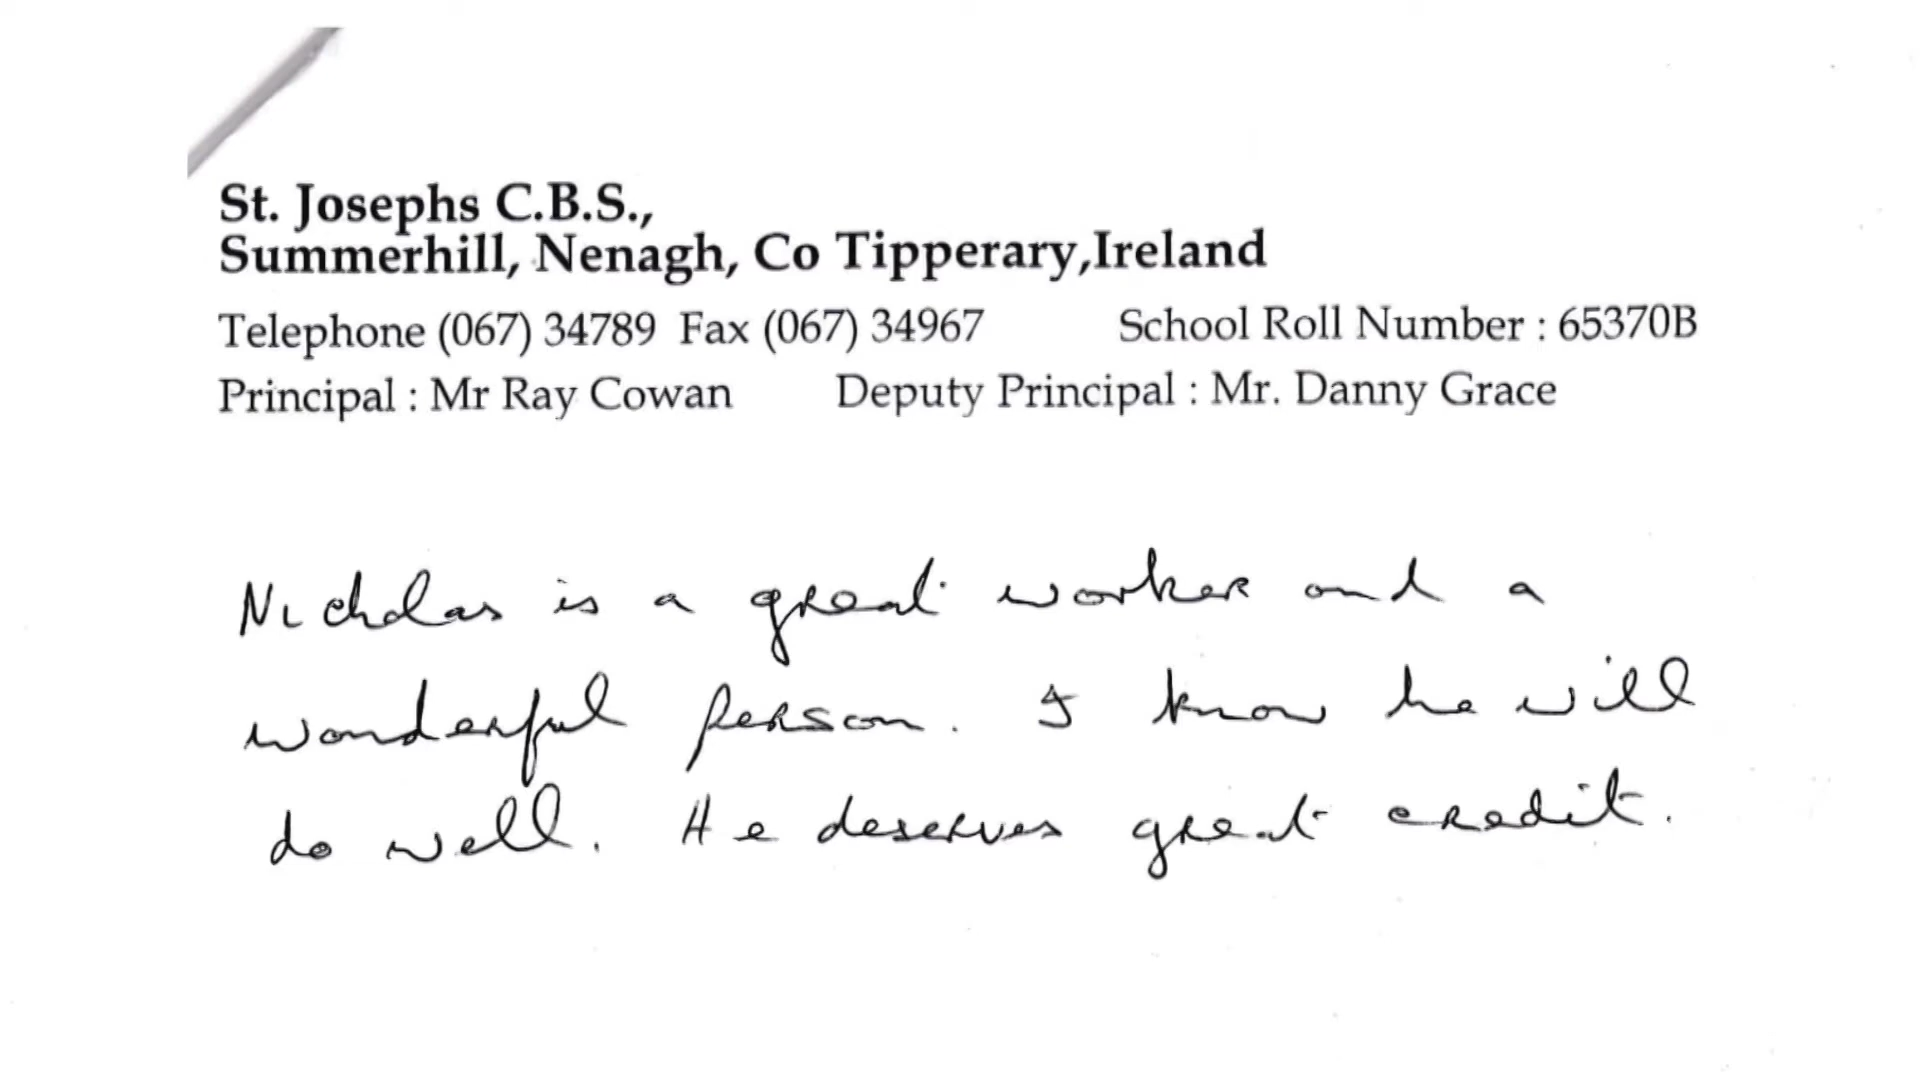 St. Josephs C.B.S.,
Summerhill, Nenagh, Co Tipperary,Ireland
Telephone (067) 34789 Fax (067) 34967 School Roll Number : 65370B
Principal : Mr Ray Cowan Deputy Principal : Mr. Danny Grace
Nicholas is a great worker and a
wonderful person. I know he will
do well. He deserves great credit.